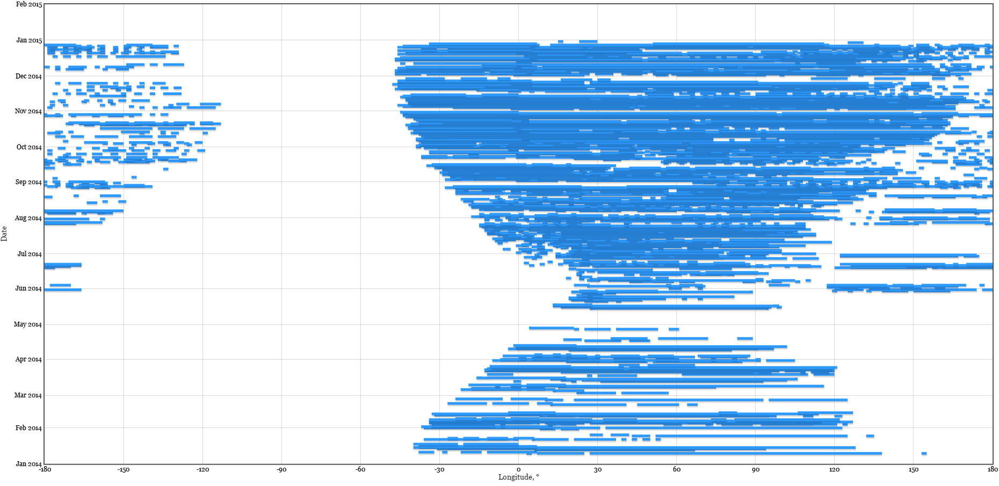 Feb 2015
Jan 2015
Dec 2014
Nov 2014
Oct 2014
Sep 2014
Aug 2014
Date
Jul 2014
Jun 2014
May 2014
Apr 2014
Mar 2014
Feb 2014
Jan 2014
-180 -150 -120 -90 -60 -30 0 30 60 90 120 150 180
Longitude, °